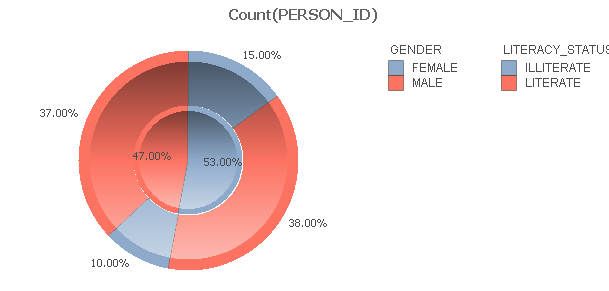 Count(PERSON_ID)
GENDER
FEMALE
MALE
LITERACY_STATUS
ILLITERATE
LITERATE
15.00%
37.00%
47.00%
53.00%
38.00%
10.00%